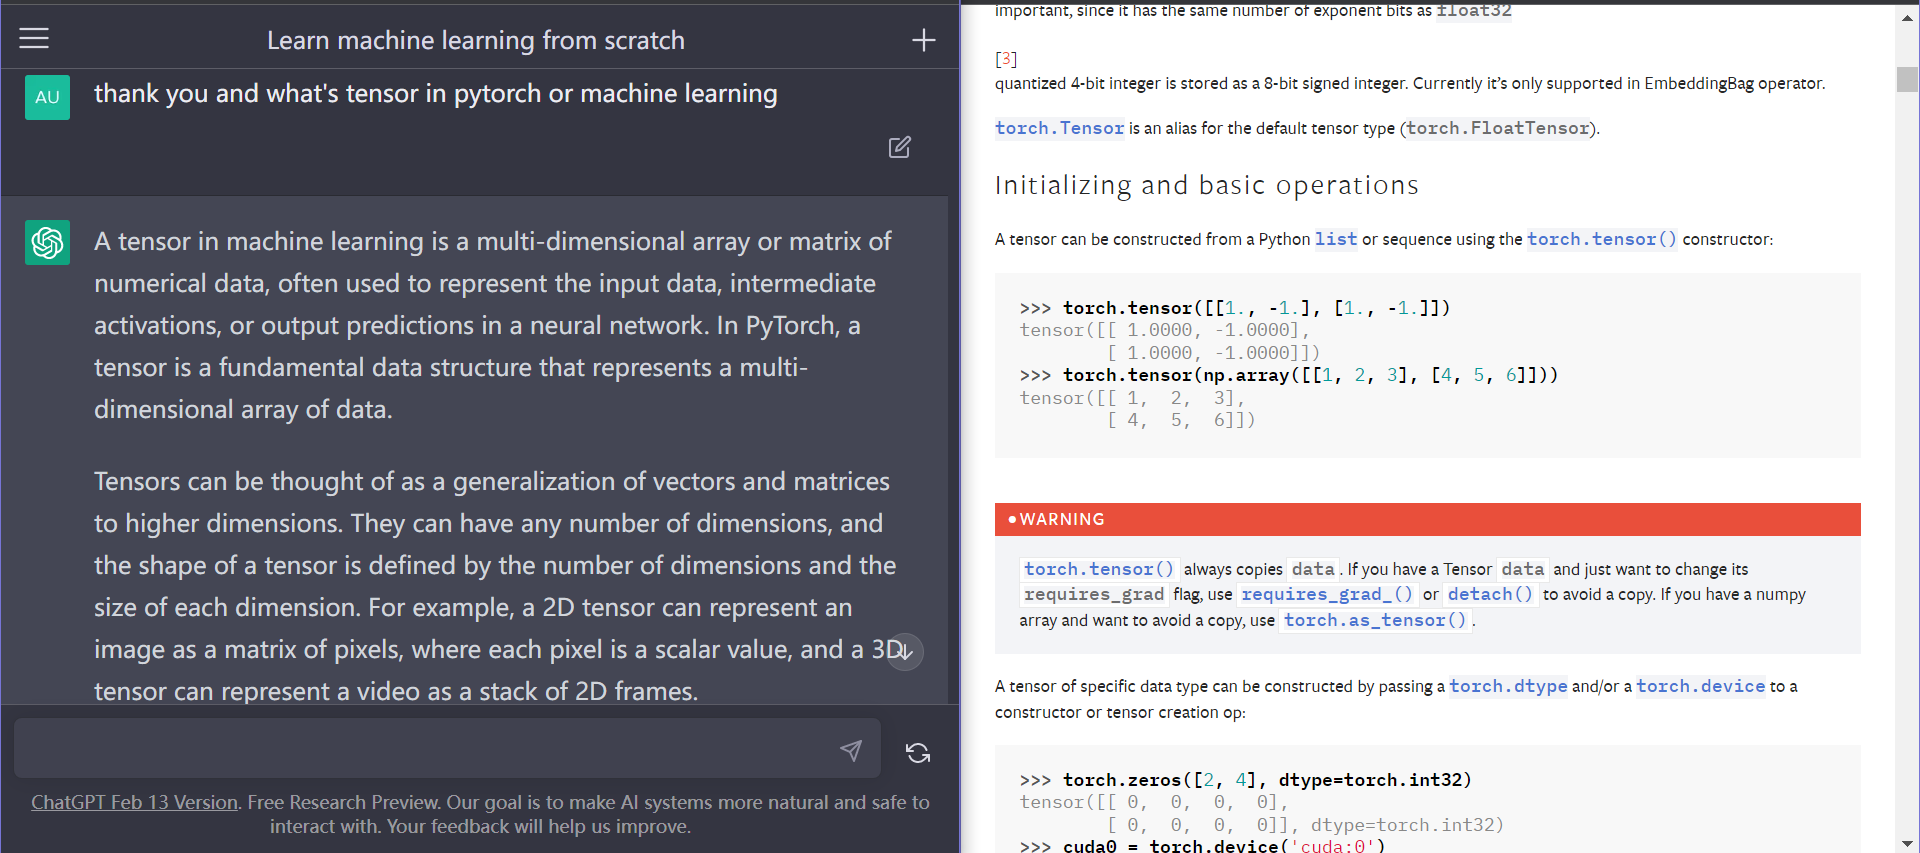 Learn machine learning from scratch
AU
thank you and what's tensor in pytorch or machine learning
A tensor in machine learning is a multi-dimensional array or matrix of
numerical data, often used to represent the input data, intermediate
activations, or output predictions in a neural network. In PyTorch, a
tensor is a fundamental data structure that represents a multi-
dimensional array of data.
Tensors can be thought of as a generalization of vectors and matrices
to higher dimensions. They can have any number of dimensions, and
the shape of a tensor is defined by the number of dimensions and the
size of each dimension. For example, a 2D tensor can represent an
image as a matrix of pixels, where each pixel is a scalar value, and a 3D
tensor can represent a video as a stack of 2D frames.
ChatGPT Feb 13 Version. Free Research Preview. Our goal is to make AI systems more natural and safe to
interact with. Your feedback will help us improve.
important, since it has the same number of exponent bits as float32
[3]
quantized 4-bit integer is stored as a 8-bit signed integer. Currently it’s only supported in EmbeddingBag operator.
torch.Tensor is an alias for the default tensor type (torch.FloatTensor).
Initializing and basic operations
A tensor can be constructed from a Python list or sequence using the torch.tensor() constructor:
>>> torch.tensor([[1., -1.], [1., -1.]])
tensor([[ 1.0000, -1.0000],
        [ 1.0000, -1.0000]])
>>> torch.tensor(np.array([[1, 2, 3], [4, 5, 6]]))
tensor([[ 1,  2,  3],
        [ 4,  5,  6]])
•WARNING
torch.tensor() always copies data. If you have a Tensor data and just want to change its
requires_grad flag, use requires_grad_() or detach() to avoid a copy. If you have a numpy
array and want to avoid a copy, use torch.as_tensor().
A tensor of specific data type can be constructed by passing a torch.dtype and/or a torch.device to a
constructor or tensor creation op:
>>> torch.zeros([2, 4], dtype=torch.int32)
tensor([[ 0,  0,  0,  0],
        [ 0,  0,  0,  0]], dtype=torch.int32)
>>> cuda0 = torch.device('cuda:0')